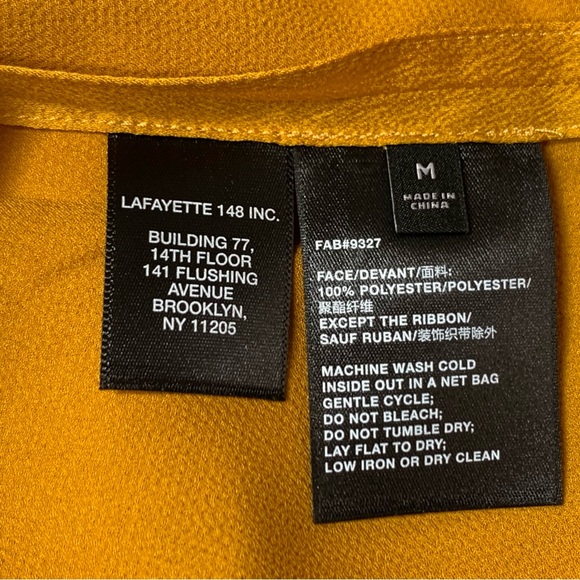 LAFAYETTE 148 INC.
BUILDING 77,
14TH FLOOR
141 FLUSHING
AVENUE
BROOKLYN,
NY 11205
M
MADE IN
CHINA
FAB#9327
FACE/DEVANT/面料:
100% POLYESTER/POLYESTER/
聚酯纤维
EXCEPT THE RIBBON/
SAUF RUBAN/装饰织带除外
MACHINE WASH COLD
INSIDE OUT IN A NET BAG
GENTLE CYCLE;
DO NOT BLEACH;
DO NOT TUMBLE DRY;
LAY FLAT TO DRY;
LOW IRON OR DRY CLEAN